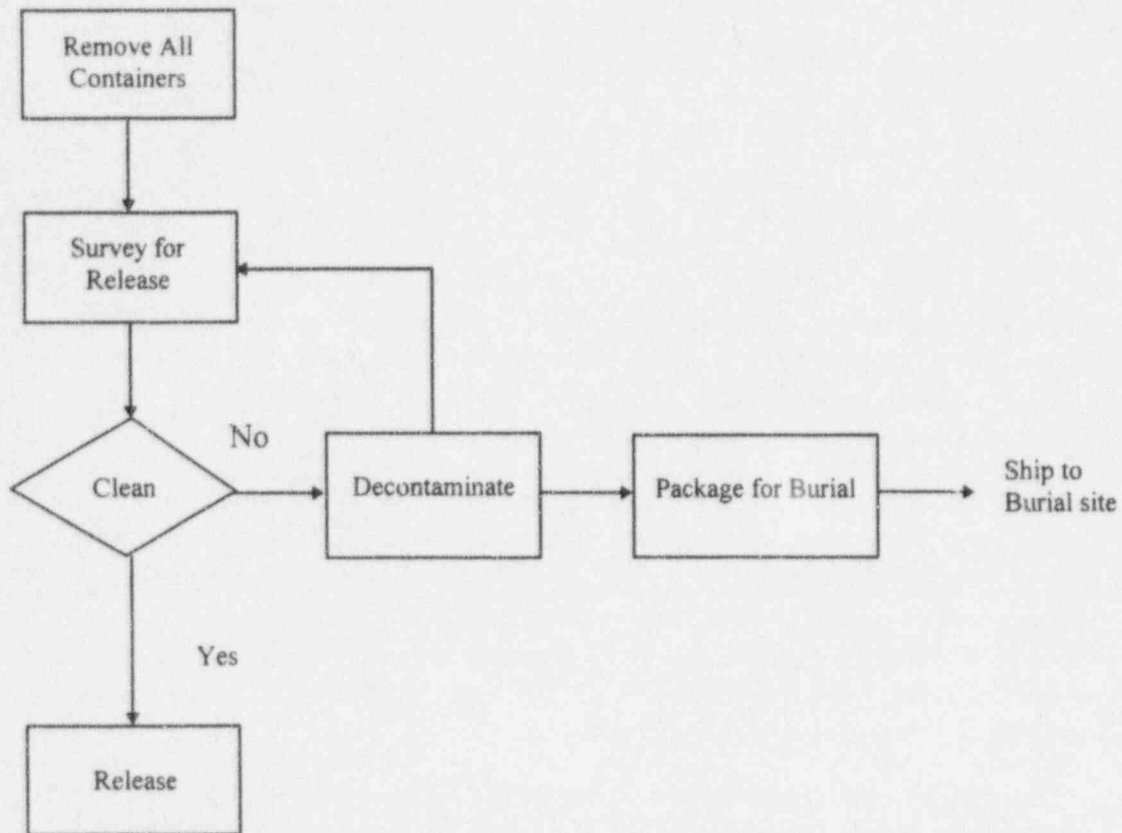 Remove All
Containers
Survey for
Release
No
Clean
Decontaminate
Package for Burial
Ship to
Burial site
Yes
Release